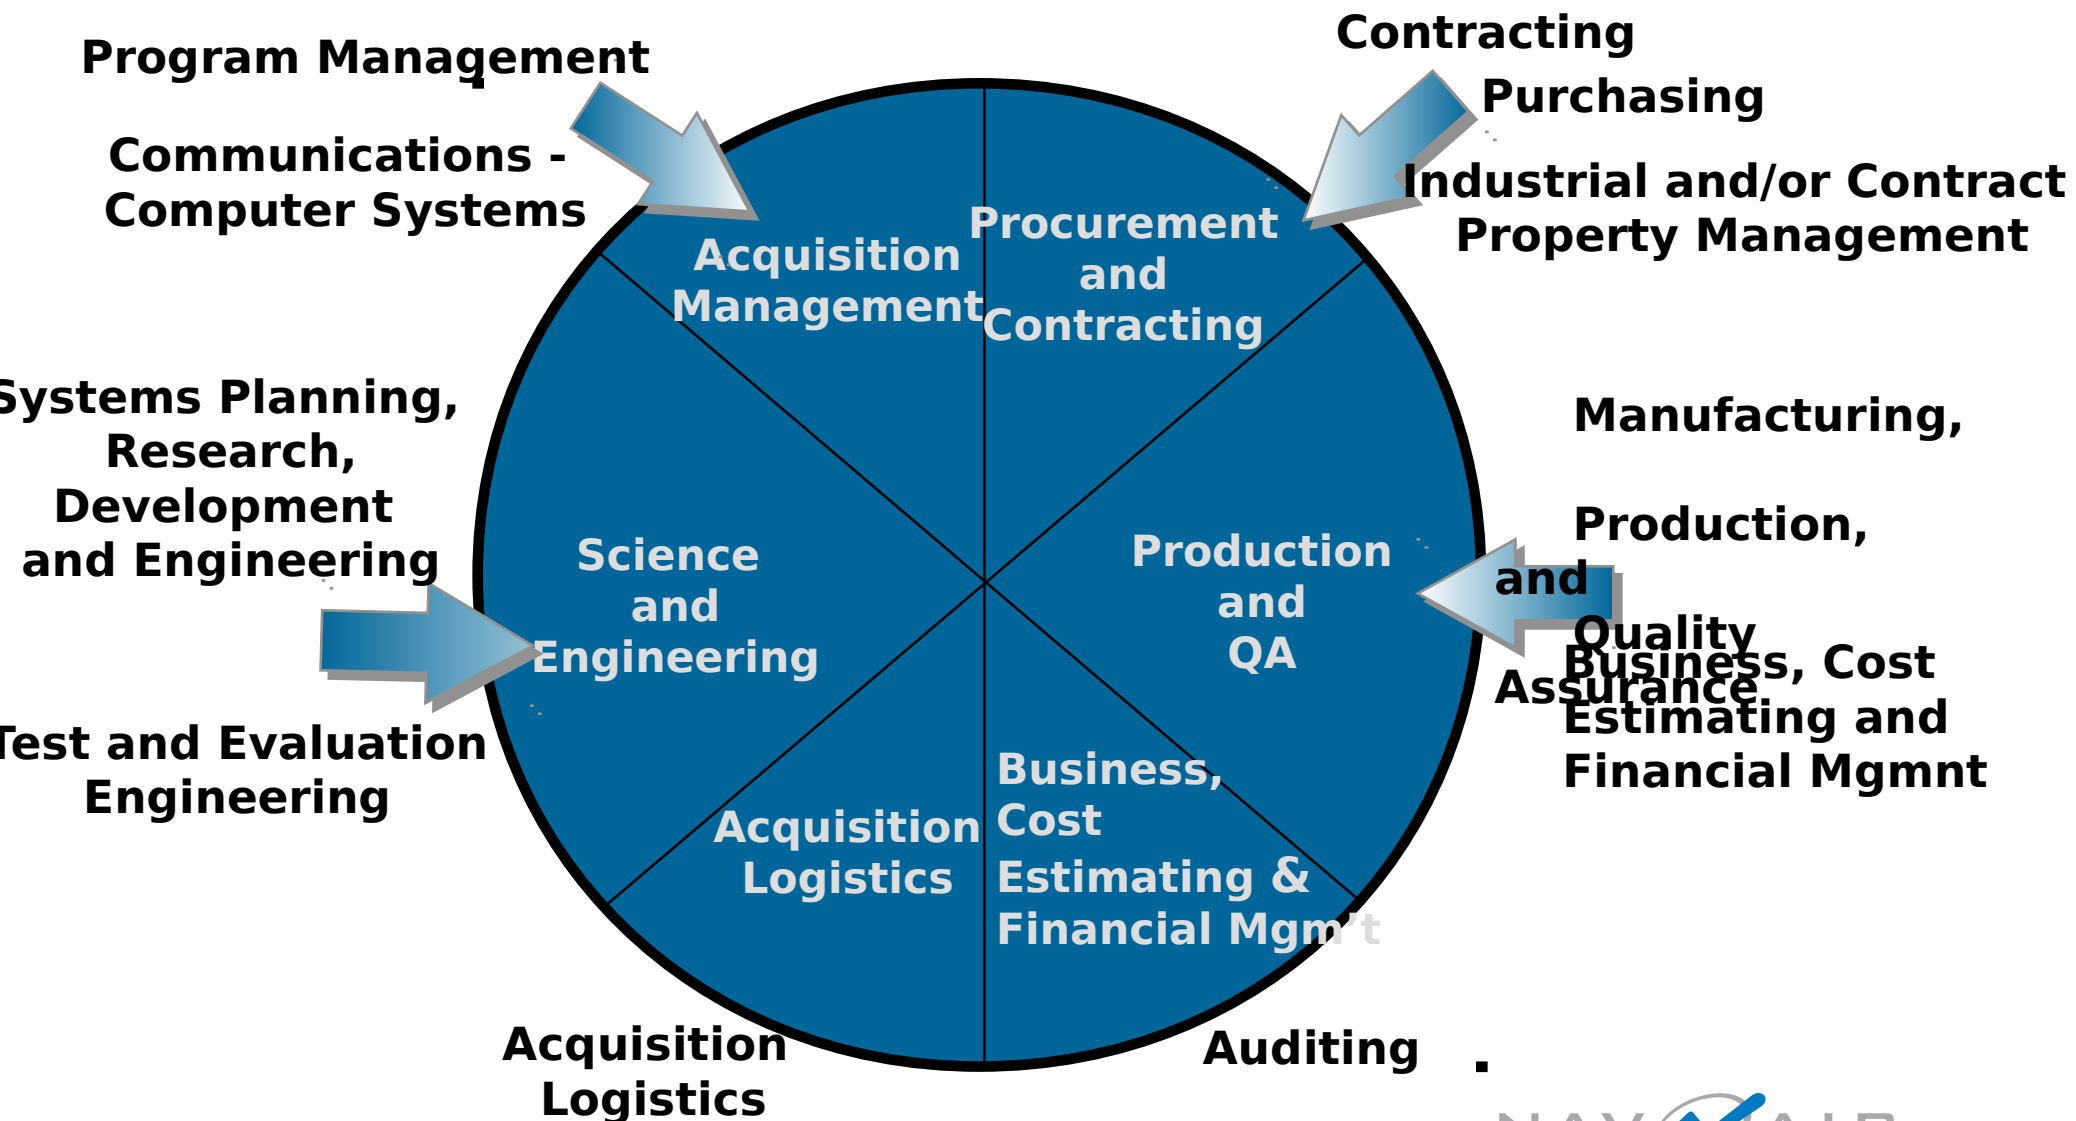 Program Management
Communications -
Computer Systems
Contracting
Purchasing
Industrial and/or Contract
Property Management
Acquisition
Management
Procurement
and
Contracting
Systems Planning,
Research,
Development
and Engineering
Science
and
Engineering
Production
and
QA
Manufacturing,
Production,
and
Quality
Assurance
Business, Cost
Estimating and
Financial Mgmnt
Test and Evaluation
Engineering
Acquisition
Logistics
Business,
Cost
Estimating &
Financial Mgm’t
Acquisition
Logistics
Auditing
NAVAIR